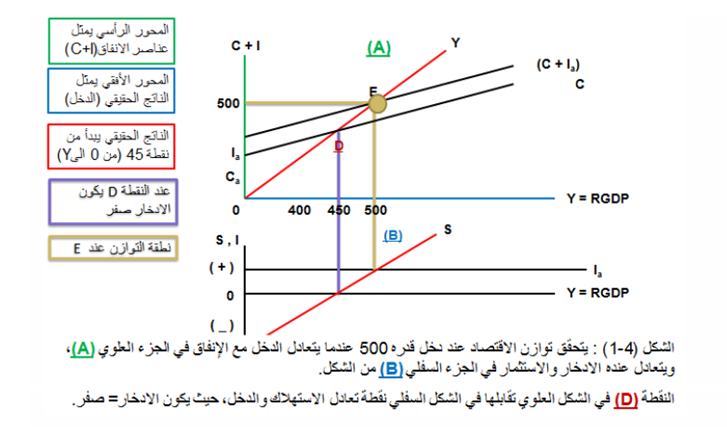 المحور الرأسي يمثل
عناصر الانفاق(C+I)
المحور الأفقي يمثل
الناتج الحقيقي (الدخل)
الناتج الحقيقي يبدأ من
نقطة 45 (من 0 الىY)
عند النقطة D يكون
الادخار صفر
نطقة التوازن عند E
C + I
(A)
Y
(C + Iₐ)
C
E
500
D
Iₐ
Cₐ
0
400
450
500
Y = RGDP
(B)
S , I
S
( + )
Iₐ
0
Y = RGDP
( _ )
الشكل (4-1) : يتحقق توازن الاقتصاد عند دخل قدره 500 عندما يتعادل الدخل مع الإنفاق في الجزء العلوي (A)،
ويتعادل عنده الادخار والاستثمار في الجزء السفلي (B) من الشكل.
النقطة (D) في الشكل العلوي تقابلها في الشكل السفلي نقطة تعادل الاستهلاك والدخل، حيث يكون الادخار= صفر.